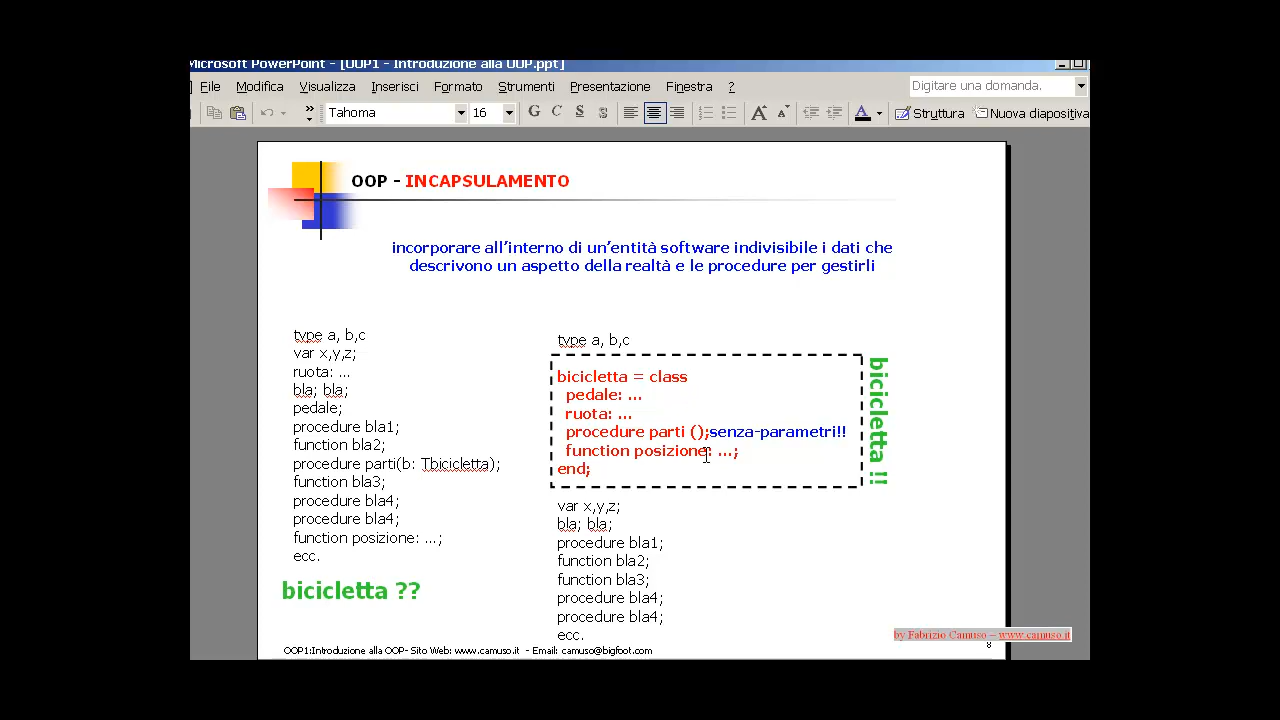 Microsoft PowerPoint - [OOP1 - Introduzione alla OOP.ppt]
File Modifica Visualizza Inserisci Formato Strumenti Presentazione Finestra ? Digitare una domanda.
Tahoma 16 G C S S Struttura Nuova diapositiva
OOP - INCAPSULAMENTO
incorporare all'interno di un'entità software indivisibile i dati che
descrivono un aspetto della realtà e le procedure per gestirli
type a, b,c
var x,y,z;
ruota: ...
bla; bla;
pedale;
procedure bla1;
function bla2;
procedure parti(b: Tbicicletta);
function bla3;
procedure bla4;
procedure bla4;
function posizione: ...;
ecc.
bicicletta ??
type a, b,c
bicicletta = class
pedale: ...
ruota: ...
procedure parti ();senza-parametri!!
function posizione: ...;
end;
bicicletta !!
var x,y,z;
bla; bla;
procedure bla1;
function bla2;
function bla3;
procedure bla4;
procedure bla4;
ecc.
by Fabrizio Camuso – www.camuso.it
OOP Introduzione alla OOP- Sito Web: www.camuso.it - Email: camuso@bigfoot.com
8